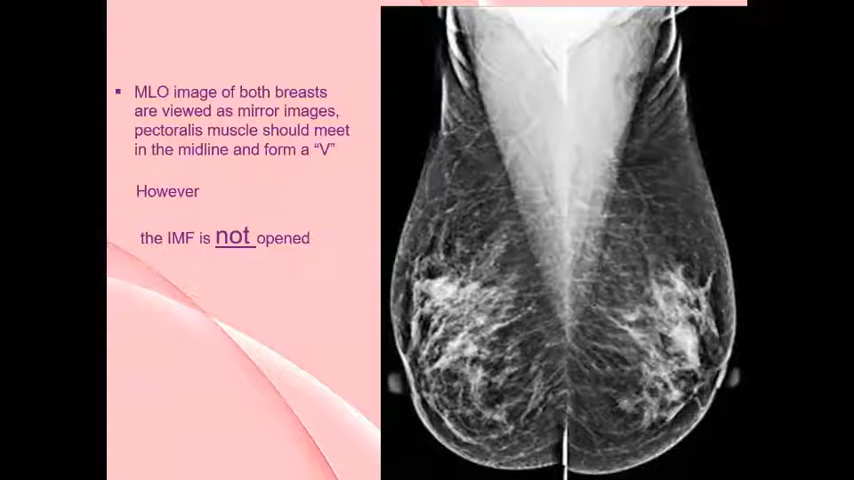 ▪ MLO image of both breasts
are viewed as mirror images,
pectoralis muscle should meet
in the midline and form a “V”
However
the IMF is not opened